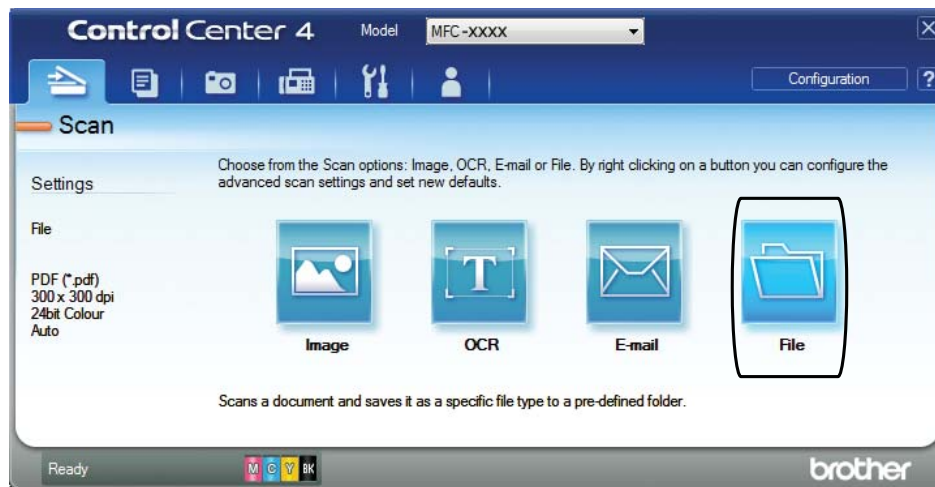 Control Center 4 Model MFC-XXXX
Configuration ?
Scan
Choose from the Scan options: Image, OCR, E-mail or File. By right clicking on a button you can configure the
advanced scan settings and set new defaults.
Settings
File
PDF (*.pdf)
300 x 300 dpi
24bit Colour
Auto
T
Image OCR E-mail File
Scans a document and saves it as a specific file type to a pre-defined folder.
Ready M C Y BK brother